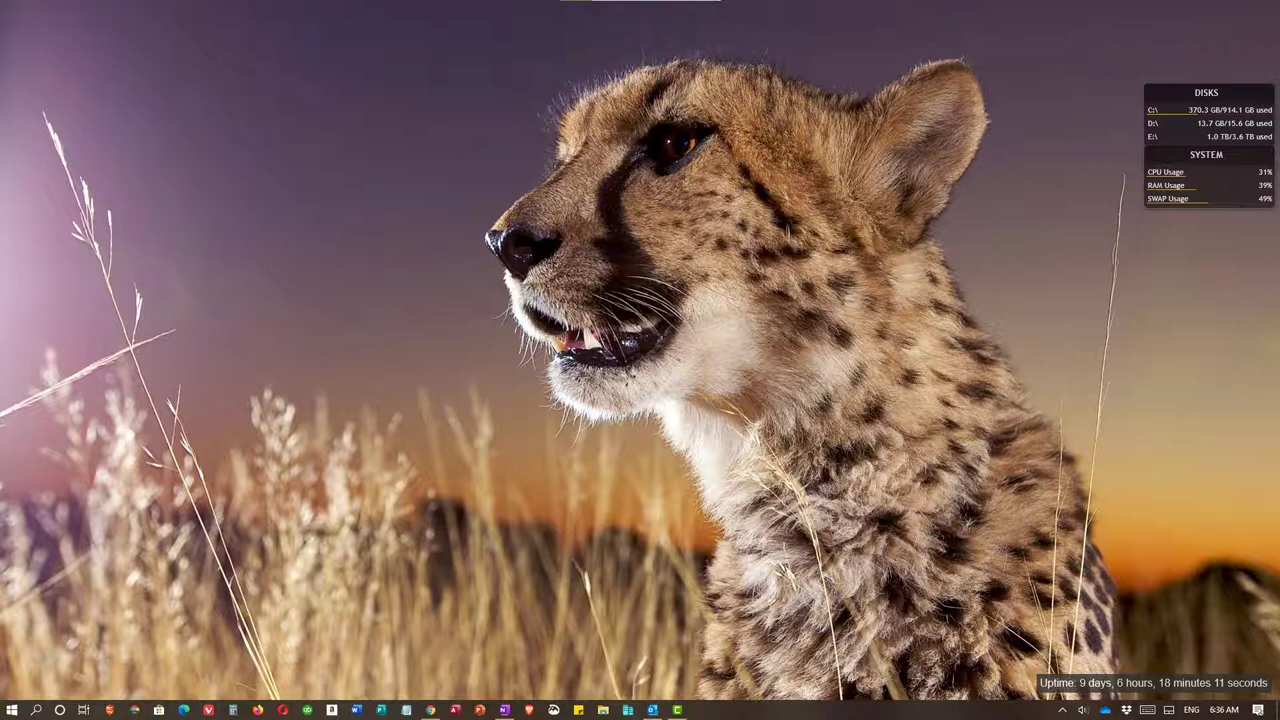 DISKS
C:\ 370.3 GB/914.1 GB used
D:\ 13.7 GB/15.6 GB used
E:\ 1.0 TB/3.6 TB used
SYSTEM
CPU Usage 31%
RAM Usage 39%
SWAP Usage 49%
Uptime: 9 days, 6 hours, 18 minutes 11 seconds
ENG 6:36 AM